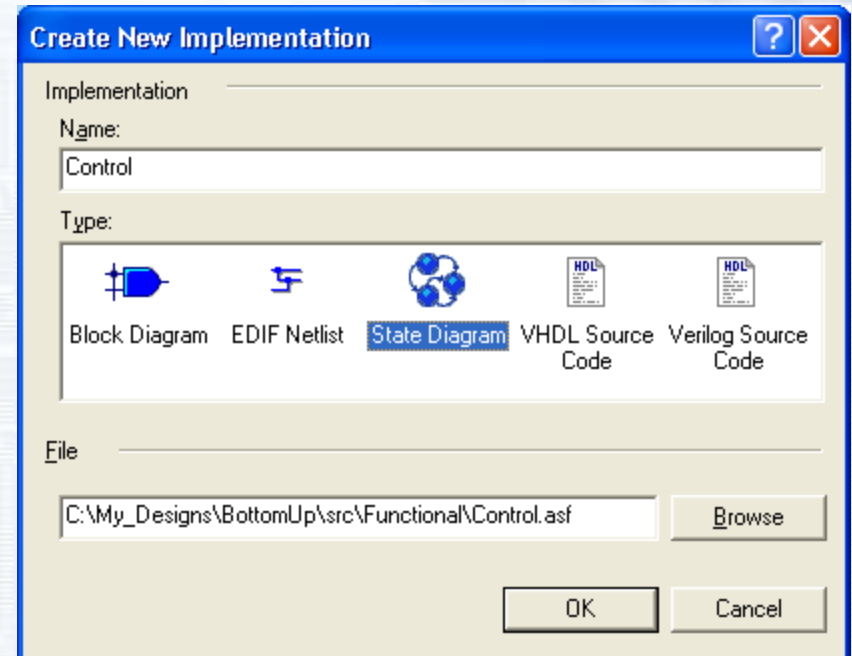 Create New Implementation
Implementation
Name:
Control
Type:
HDL HDL
Block Diagram EDIF Netlist State Diagram VHDL Source Verilog Source
Code Code
File
C:\My_Designs\BottomUp\src\Functional\Control.asf Browse
OK Cancel